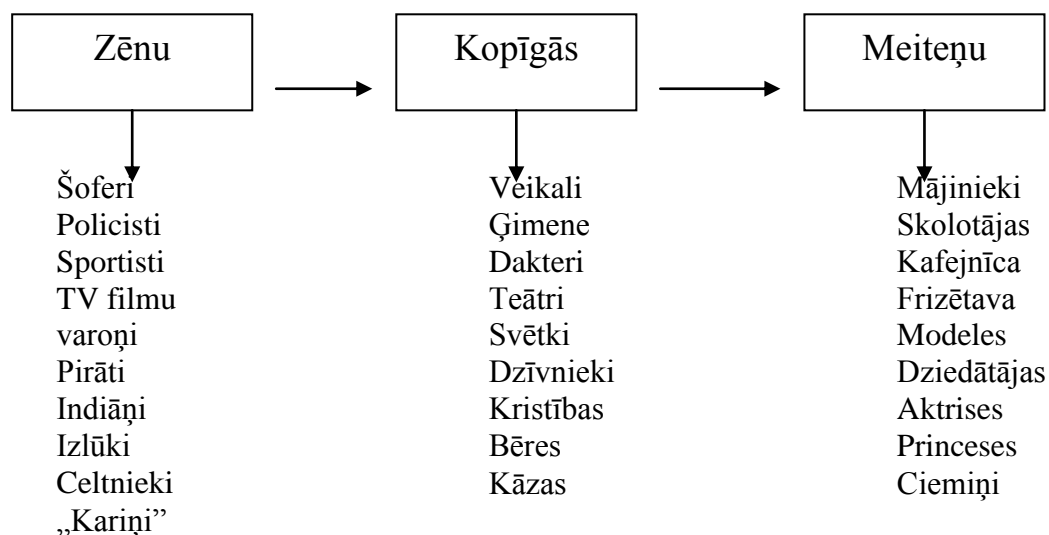 Zēnu
Kopīgās
Meiteņu
Šoferi
Policisti
Sportisti
TV filmu
varoņi
Pirāti
Indiāņi
Izlūki
Celtnieki
„Kariņi”
Veikali
Ģimene
Dakteri
Teātri
Svētki
Dzīvnieki
Kristības
Bēres
Kāzas
Mājinieki
Skolotājas
Kafejnīca
Frizētava
Modeles
Dziedātājas
Aktrises
Princeses
Ciemiņi